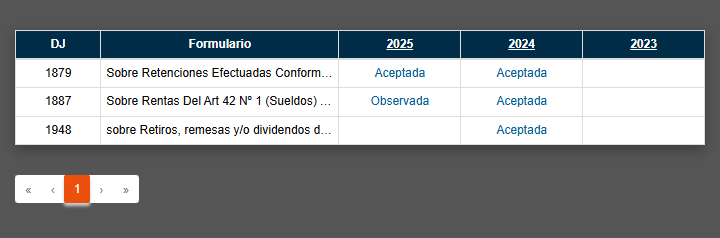 DJ Formulario 2025 2024 2023
1879 Sobre Retenciones Efectuadas Conform... Aceptada Aceptada
1887 Sobre Rentas Del Art 42 Nº 1 (Sueldos) ... Observada Aceptada
1948 sobre Retiros, remesas y/o dividendos d... Aceptada
« ‹ 1 › »